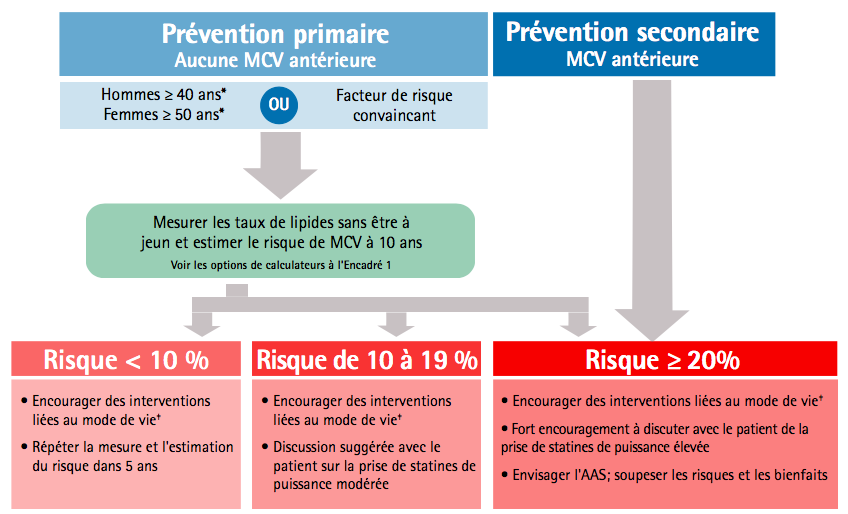 Prévention primaire
Aucune MCV antérieure
Prévention secondaire
MCV antérieure
Hommes ≥ 40 ans*
Femmes ≥ 50 ans*
OU
Facteur de risque
convaincant
Mesurer les taux de lipides sans être à
jeun et estimer le risque de MCV à 10 ans
Voir les options de calculateurs à l'Encadré 1
Risque < 10 %
• Encourager des interventions
liées au mode de vie†
• Répéter la mesure et l'estimation
du risque dans 5 ans
Risque de 10 à 19 %
• Encourager des interventions
liées au mode de vie†
• Discussion suggérée avec le
patient sur la prise de statines de
puissance modérée
Risque ≥ 20%
• Encourager des interventions liées au mode de vie†
• Fort encouragement à discuter avec le patient de la
prise de statines de puissance élevée
• Envisager l'AAS; soupeser les risques et les bienfaits